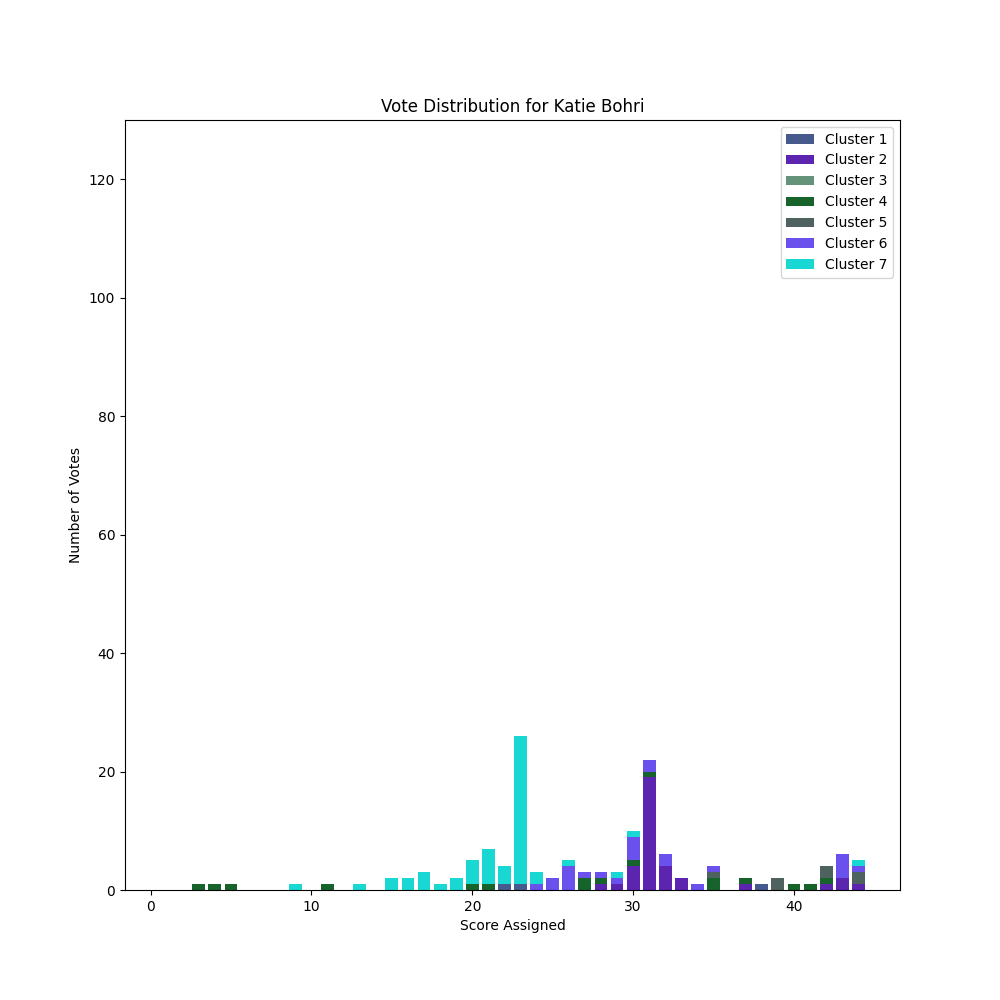 Vote Distribution for Katie Bohri
Cluster 1
Cluster 2
Cluster 3
Cluster 4
Cluster 5
Cluster 6
Cluster 7
120
100
80
60
40
20
0
Number of Votes
0 10 20 30 40
Score Assigned